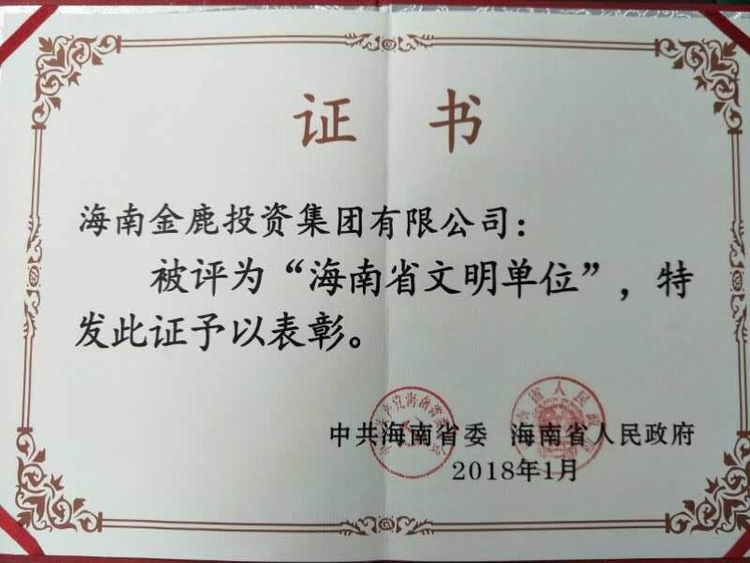 证书
海南金鹿投资集团有限公司：
被评为“海南省文明单位”，特
发此证予以表彰。
中共海南省委 海南省人民政府
2018年1月